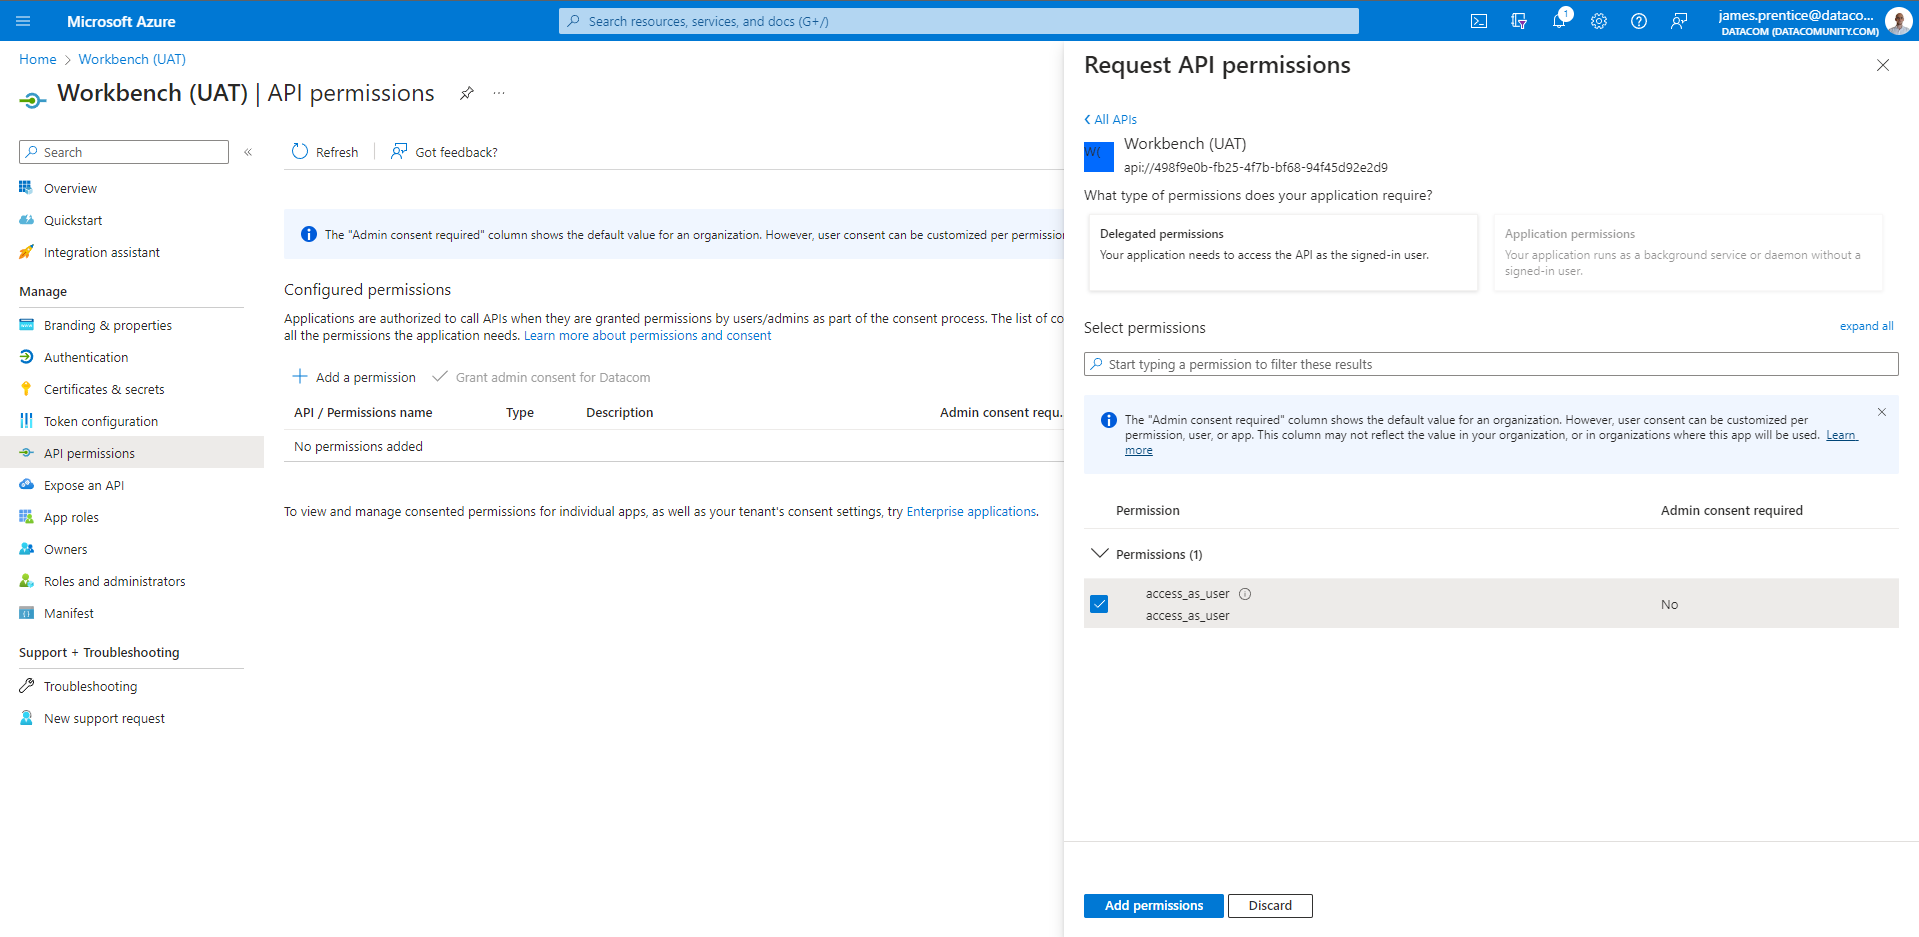 Microsoft Azure
Search resources, services, and docs (G+/)
1
james.prentice@dataco...
DATACOM (DATACOMUNITY.COM)
Home > Workbench (UAT)
Workbench (UAT) | API permissions
Search
Overview
Quickstart
Integration assistant
Manage
Branding & properties
Authentication
Certificates & secrets
Token configuration
API permissions
Expose an API
App roles
Owners
Roles and administrators
Manifest
Support + Troubleshooting
Troubleshooting
New support request
Refresh
Got feedback?
The "Admin consent required" column shows the default value for an organization. However, user consent can be customized per permission
Configured permissions
Applications are authorized to call APIs when they are granted permissions by users/admins as part of the consent process. The list of co
all the permissions the application needs. Learn more about permissions and consent
Add a permission
Grant admin consent for Datacom
API / Permissions name Type Description Admin consent requ...
No permissions added
To view and manage consented permissions for individual apps, as well as your tenant's consent settings, try Enterprise applications.
Request API permissions
All APIs
W(
Workbench (UAT)
api://498f9e0b-fb25-4f7b-bf68-94f45d92e2d9
What type of permissions does your application require?
Delegated permissions
Your application needs to access the API as the signed-in user.
Application permissions
Your application runs as a background service or daemon without a
signed-in user.
Select permissions
expand all
Start typing a permission to filter these results
The "Admin consent required" column shows the default value for an organization. However, user consent can be customized per
permission, user, or app. This column may not reflect the value in your organization, or in organizations where this app will be used. Learn
more
Permission Admin consent required
Permissions (1)
access_as_user
access_as_user
No
Add permissions
Discard